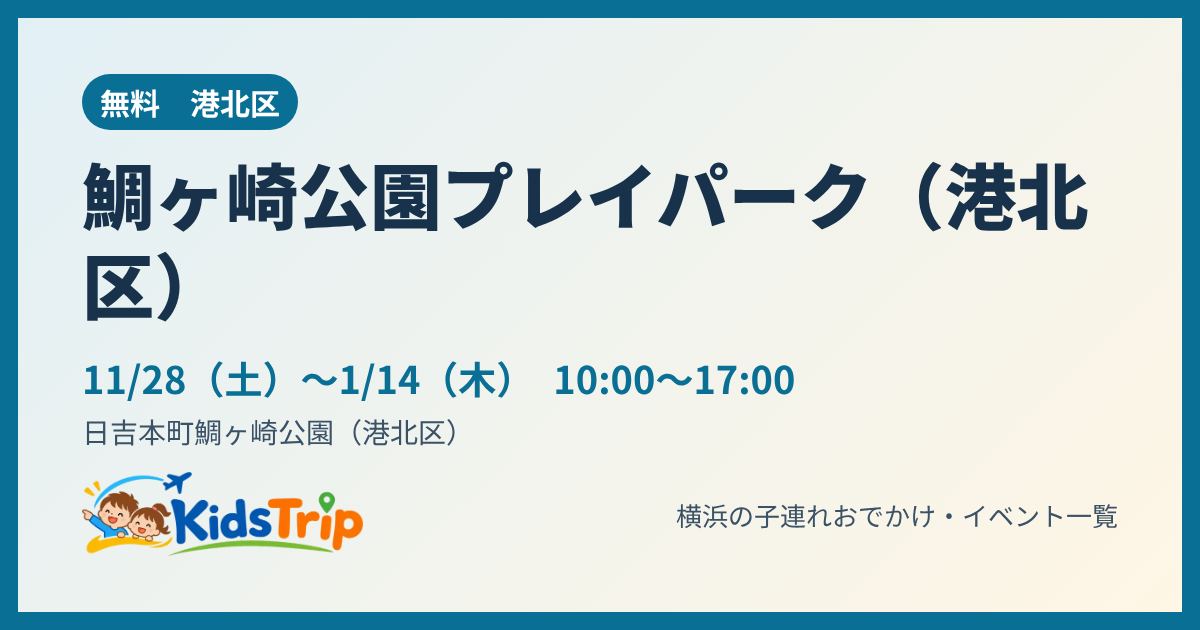 無料　港北区
鯛ヶ崎公園プレイパーク（港北
区）
11/28（土）～1/14（木）　10:00～17:00
日吉本町鯛ヶ崎公園（港北区）
KidsTrip
横浜の子連れおでかけ・イベント一覧